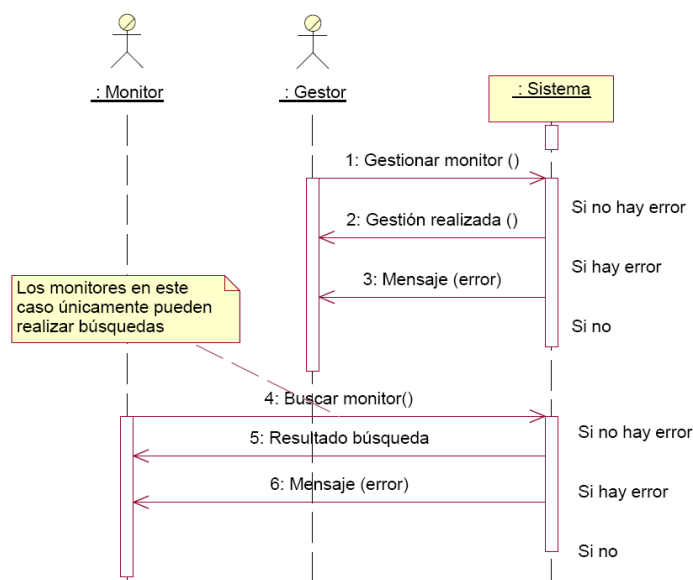 : Monitor
: Gestor
: Sistema
1: Gestionar monitor ()
Si no hay error
2: Gestión realizada ()
Si hay error
3: Mensaje (error)
Los monitores en este
caso únicamente pueden
realizar búsquedas
Si no
4: Buscar monitor()
Si no hay error
5: Resultado búsqueda
6: Mensaje (error)
Si hay error
Si no